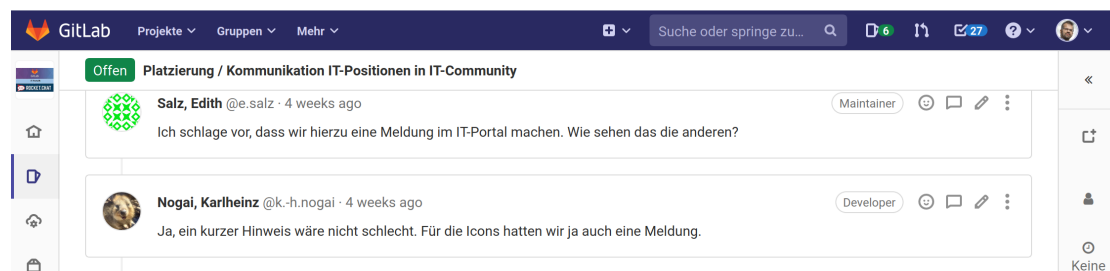 GitLab Projekte Gruppen Mehr Suche oder springe zu... 6 27
Offen Platzierung / Kommunikation IT-Positionen in IT-Community
ROCKET.CHAT
Salz, Edith @e.salz · 4 weeks ago Maintainer
Ich schlage vor, dass wir hierzu eine Meldung im IT-Portal machen. Wie sehen das die anderen?
Nogai, Karlheinz @k.-h.nogai · 4 weeks ago Developer
Ja, ein kurzer Hinweis wäre nicht schlecht. Für die Icons hatten wir ja auch eine Meldung.
Keine